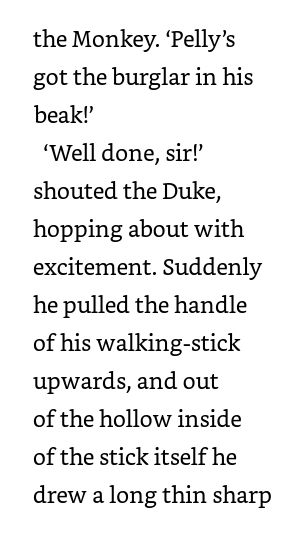 the Monkey. ‘Pelly’s
got the burglar in his
beak!’
‘Well done, sir!’
shouted the Duke,
hopping about with
excitement. Suddenly
he pulled the handle
of his walking-stick
upwards, and out
of the hollow inside
of the stick itself he
drew a long thin sharp